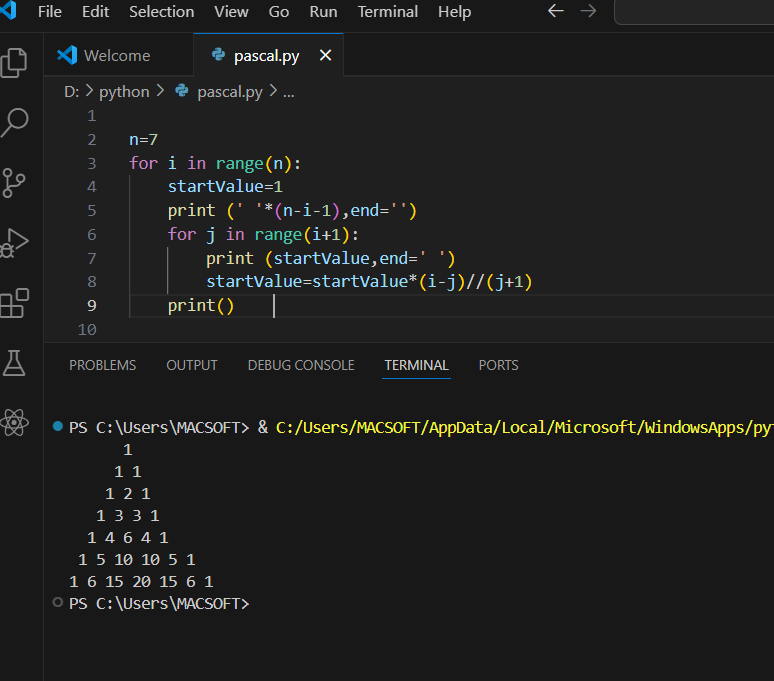 File Edit Selection View Go Run Terminal Help
Welcome pascal.py
D: > python > pascal.py > ...
1
2 n=7
3 for i in range(n):
4     startValue=1
5     print (' '*(n-i-1),end='')
6     for j in range(i+1):
7         print (startValue,end=' ')
8         startValue=startValue*(i-j)//(j+1)
9     print()
10
PROBLEMS OUTPUT DEBUG CONSOLE TERMINAL PORTS
PS C:\Users\MACSOFT> & C:/Users/MACSOFT/AppData/Local/Microsoft/WindowsApps/py
      1
     1 1
    1 2 1
   1 3 3 1
  1 4 6 4 1
 1 5 10 10 5 1
1 6 15 20 15 6 1
PS C:\Users\MACSOFT>